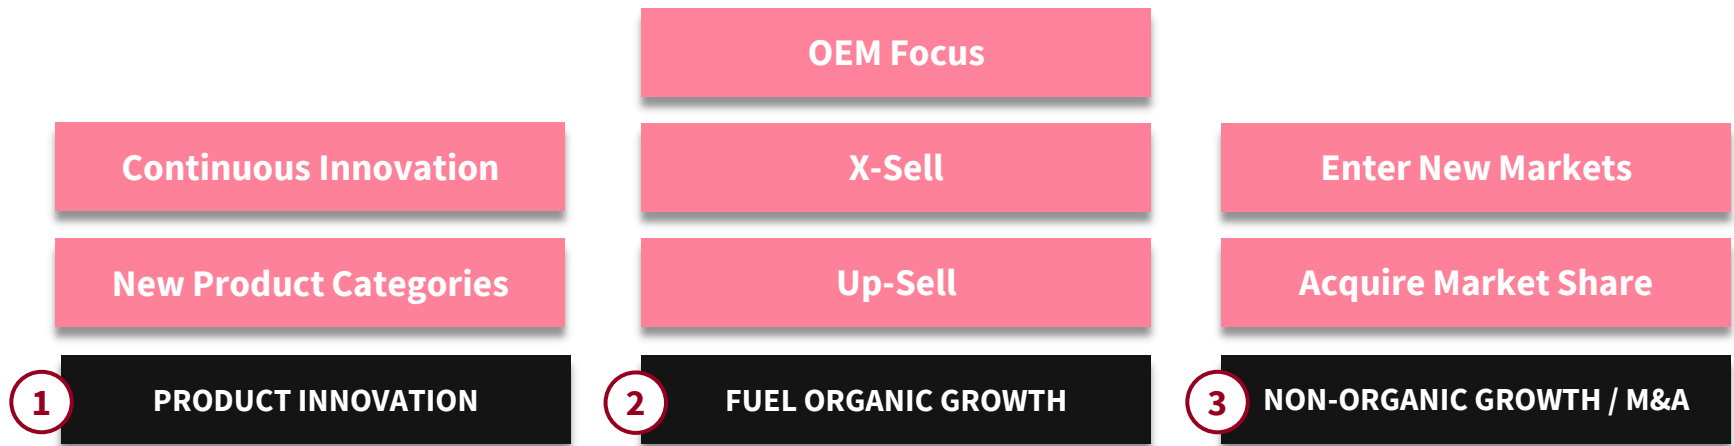 OEM Focus
Continuous Innovation
X-Sell
Enter New Markets
New Product Categories
Up-Sell
Acquire Market Share
1 PRODUCT INNOVATION
2 FUEL ORGANIC GROWTH
3 NON-ORGANIC GROWTH / M&A